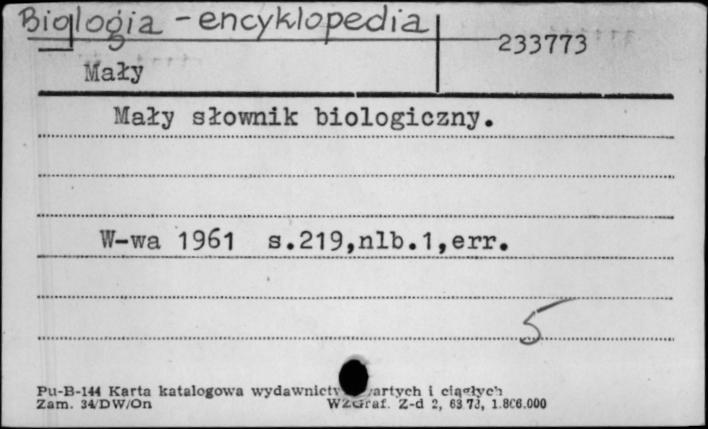 Biologia - encyklopedia
233773
Mały
Mały słownik biologiczny.
W-wa 1961 s.219,nlb.1,err.
5
Pu-B-144 Karta katalogowa wydawnictw zwartych i ciągłych
Zam. 34/DW/On WZGraf. Z-d 2, 63.73, 1.806.000